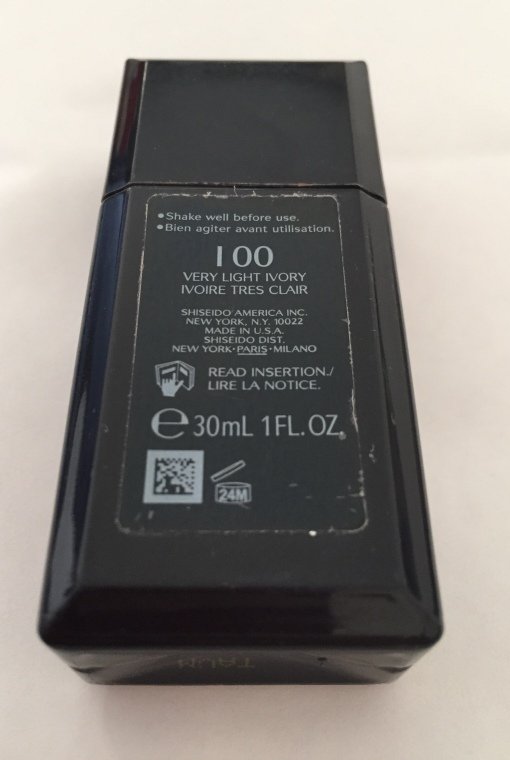 •Shake well before use.
•Bien agiter avant utilisation.
100
VERY LIGHT IVORY
IVOIRE TRES CLAIR
SHISEIDO AMERICA INC.
NEW YORK, N.Y. 10022
MADE IN U.S.A.
SHISEIDO DIST.
NEW YORK•PARIS•MILANO
READ INSERTION./
LIRE LA NOTICE.
℮30mL 1FL.OZ.
24M